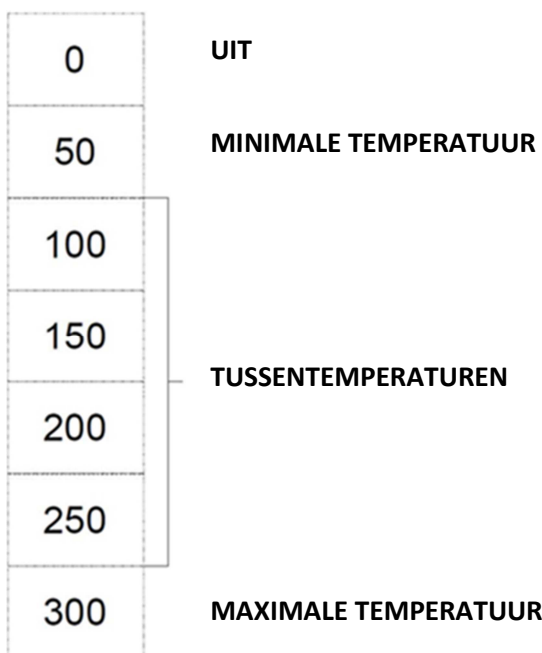 0 UIT
50 MINIMALE TEMPERATUUR
100
150
TUSSENTEMPERATUREN
200
250
300 MAXIMALE TEMPERATUUR